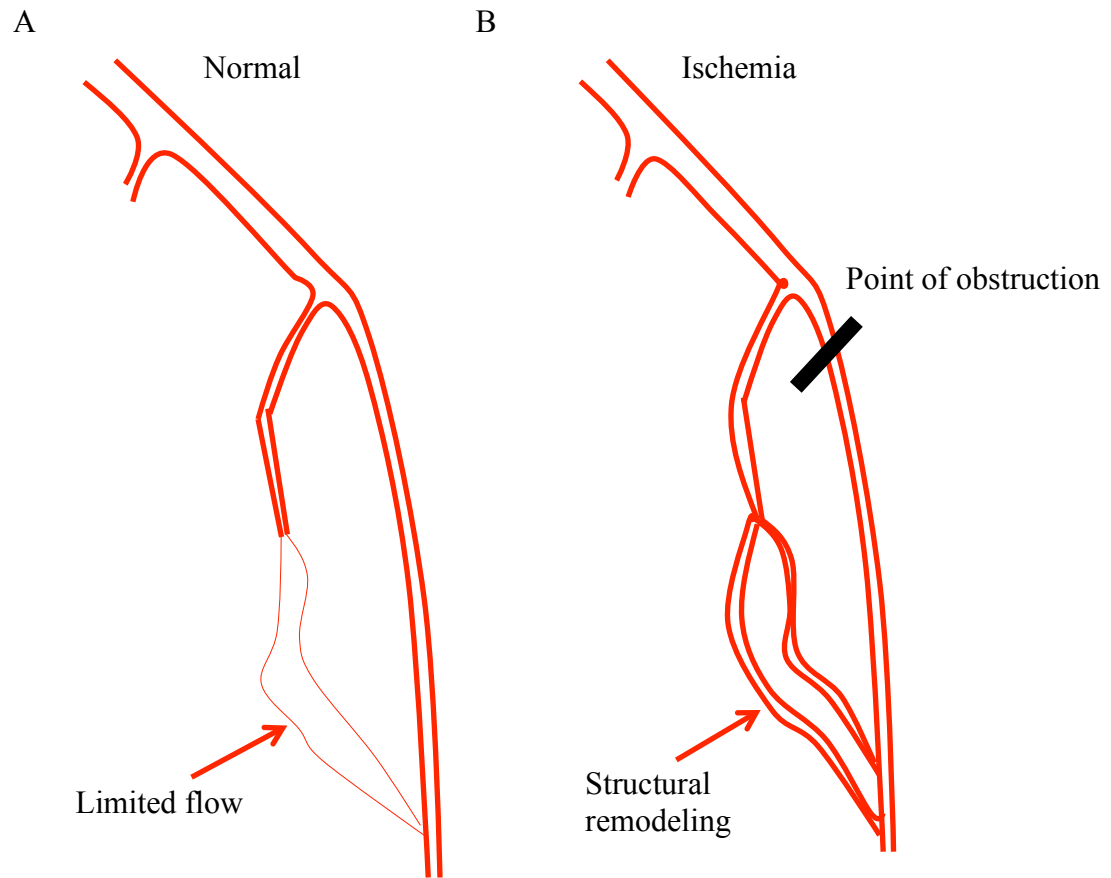 A
B
Normal
Ischemia
Point of obstruction
Limited flow
Structural
remodeling